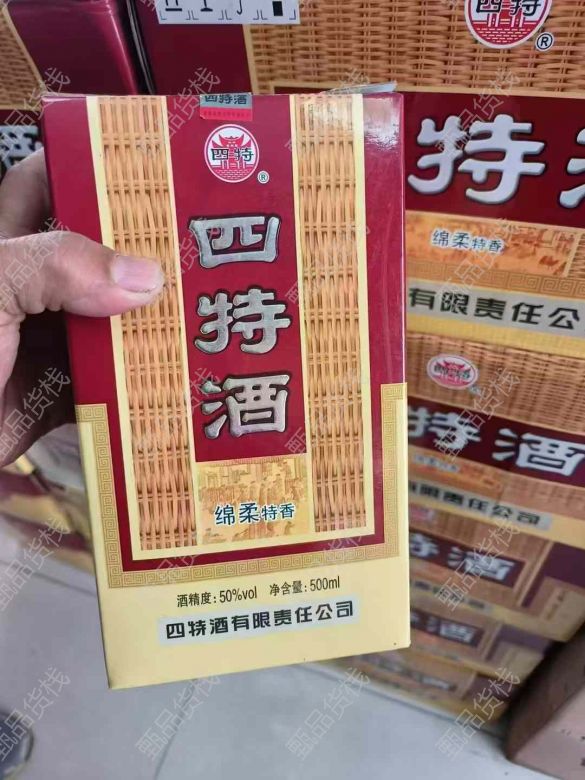 四特酒
四特
®
四
特
酒
绵柔特香
酒精度:50%vol 净含量:500ml
四特酒有限责任公司
四特
®
四特酒
绵柔特香
有限责任公
四特
特酒
有限责任公司
特酒
甄品货栈